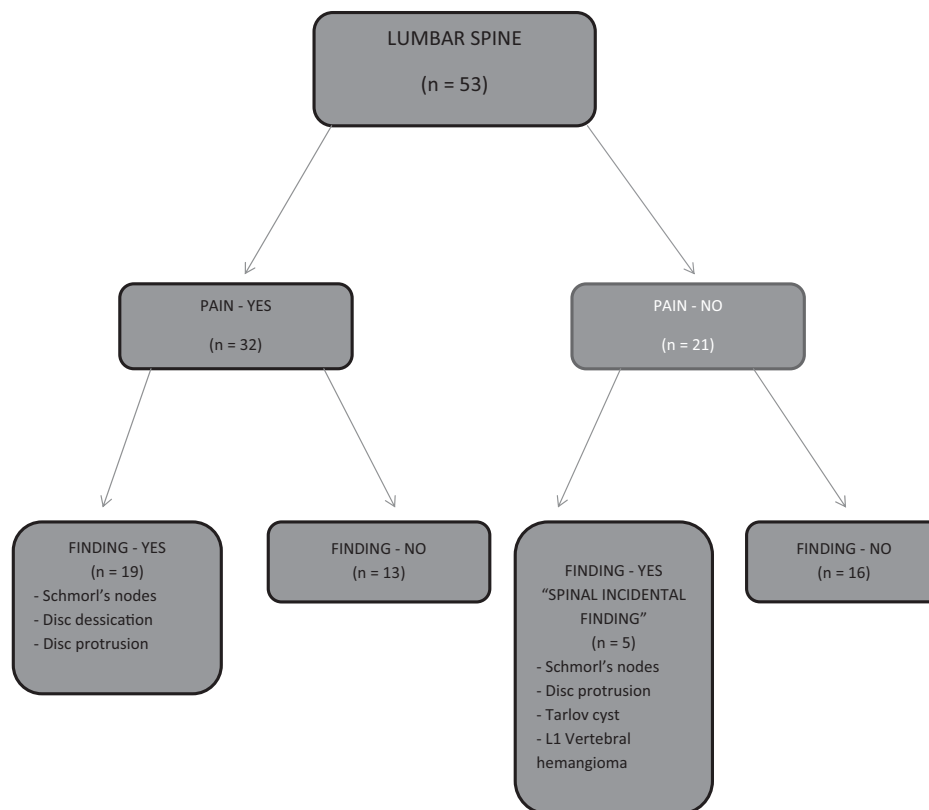 LUMBAR SPINE
(n = 53)
PAIN - YES
(n = 32)
PAIN - NO
(n = 21)
FINDING - YES
(n = 19)
- Schmorl’s nodes
- Disc dessication
- Disc protrusion
FINDING - NO
(n = 13)
FINDING - YES
“SPINAL INCIDENTAL
FINDING”
(n = 5)
- Schmorl’s nodes
- Disc protrusion
- Tarlov cyst
- L1 Vertebral
hemangioma
FINDING - NO
(n = 16)